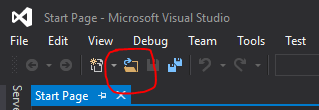 Start Page - Microsoft Visual Studio
File Edit View Debug Team Tools Test
Start Page